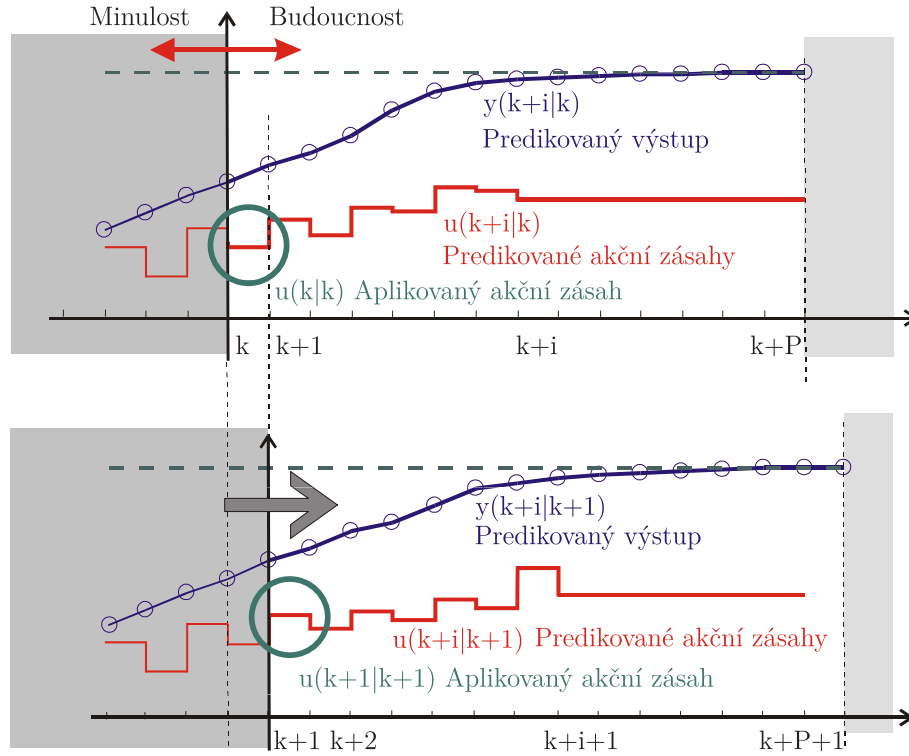 Minulost Budoucnost
y(k+i|k)
Predikovaný výstup
u(k+i|k)
Predikované akční zásahy
u(k|k) Aplikovaný akční zásah
k k+1 k+i k+P
y(k+i|k+1)
Predikovaný výstup
u(k+i|k+1) Predikované akční zásahy
u(k+1|k+1) Aplikovaný akční zásah
k+1 k+2 k+i+1 k+P+1